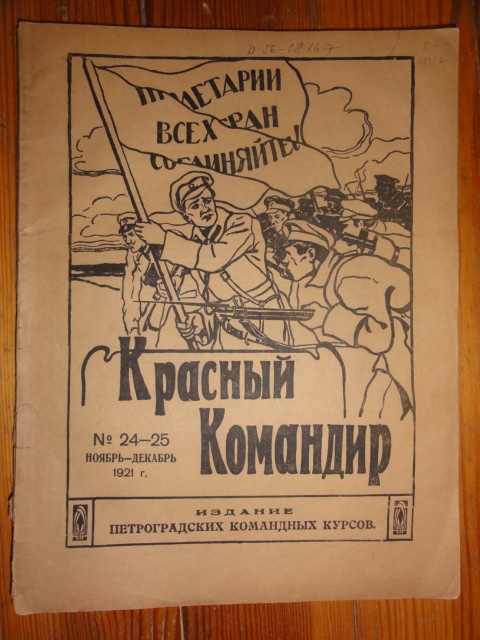 ПРОЛЕТАРИИ
ВСЕХ СТРАН
СОЕДИНЯЙТЕСЬ
Красный
Командир
№ 24—25
НОЯБРЬ—ДЕКАБРЬ
1921 г.
ИЗДАНИЕ
ПЕТРОГРАДСКИХ КОМАНДНЫХ КУРСОВ.